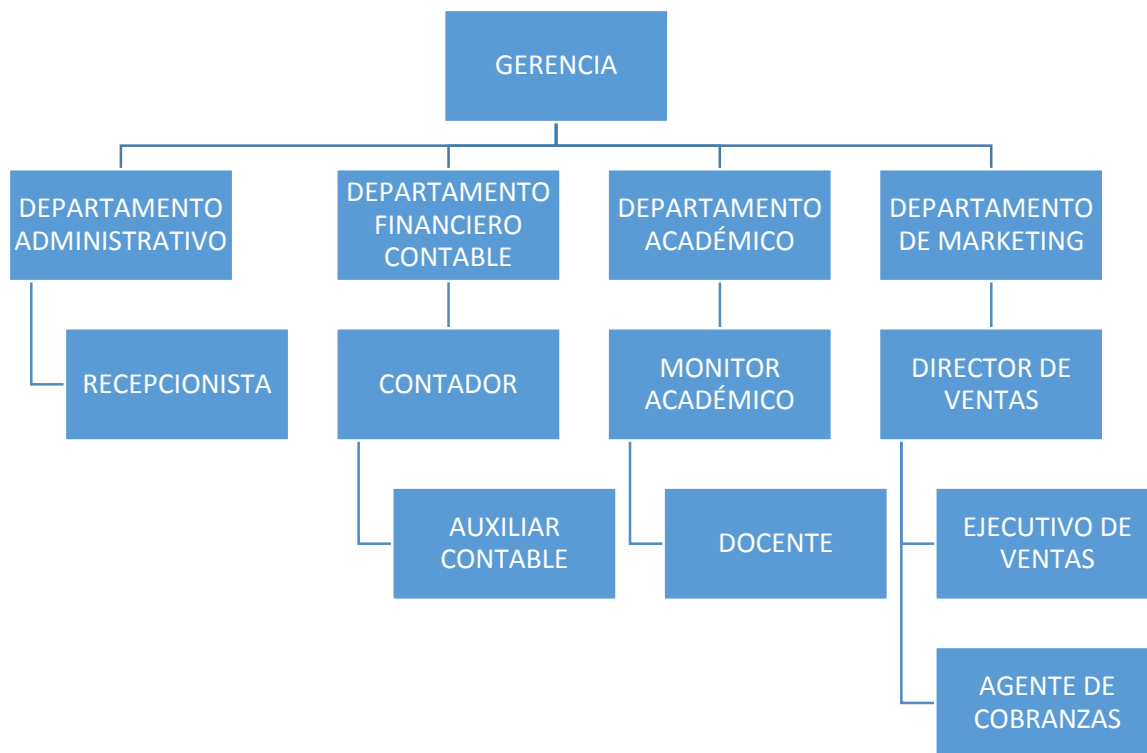 GERENCIA
DEPARTAMENTO
ADMINISTRATIVO
DEPARTAMENTO
FINANCIERO
CONTABLE
DEPARTAMENTO
ACADÉMICO
DEPARTAMENTO
DE MARKETING
RECEPCIONISTA
CONTADOR
MONITOR
ACADÉMICO
DIRECTOR DE
VENTAS
AUXILIAR
CONTABLE
DOCENTE
EJECUTIVO DE
VENTAS
AGENTE DE
COBRANZAS